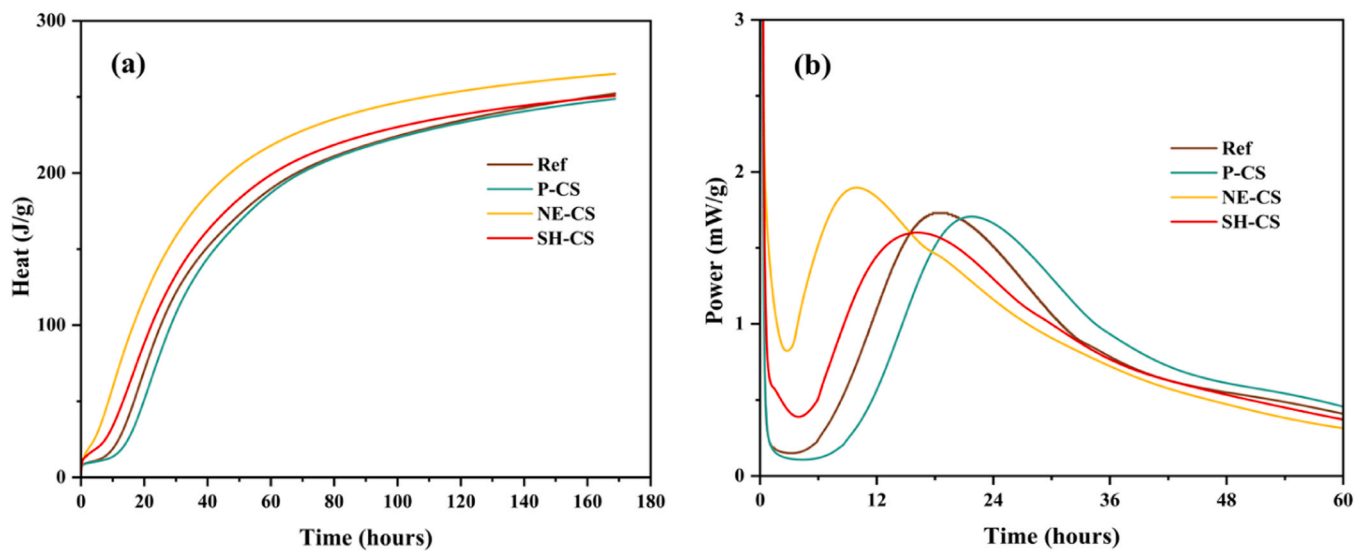 (a)
Heat (J/g)
300
200
100
0
Ref
P-CS
NE-CS
SH-CS
0 20 40 60 80 100 120 140 160 180
Time (hours)
(b)
Power (mW/g)
3
2
1
0
Ref
P-CS
NE-CS
SH-CS
0 12 24 36 48 60
Time (hours)